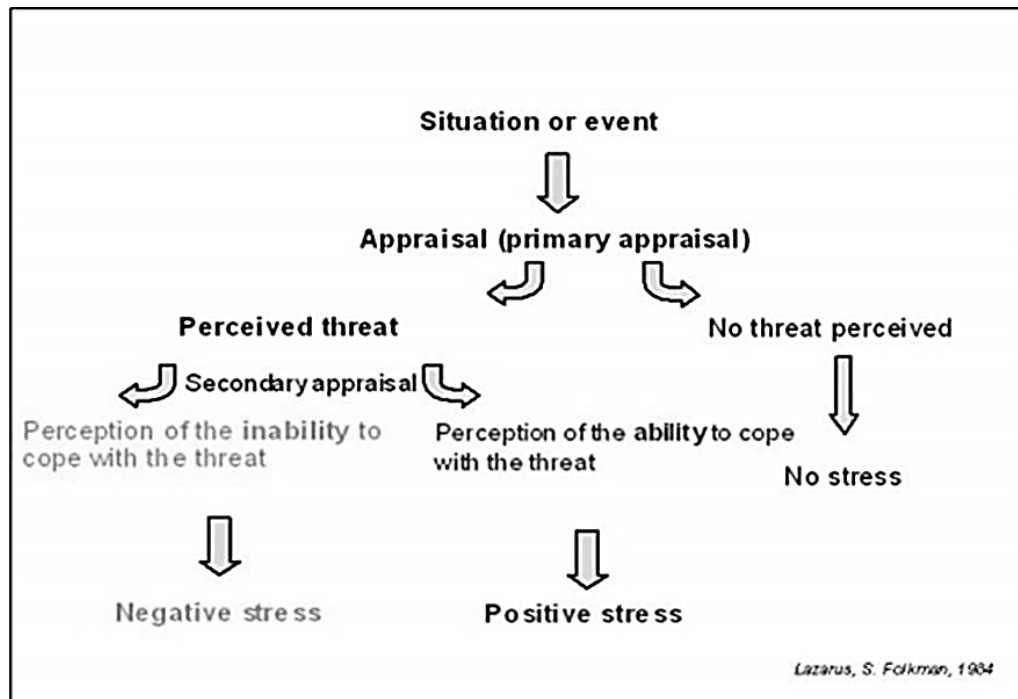 Situation or event
Appraisal (primary appraisal)
Perceived threat
No threat perceived
Secondary appraisal
Perception of the inability to
cope with the threat
Perception of the ability to cope
with the threat
No stress
Negative stress
Positive stress
Lazarus, S. Folkman, 1984